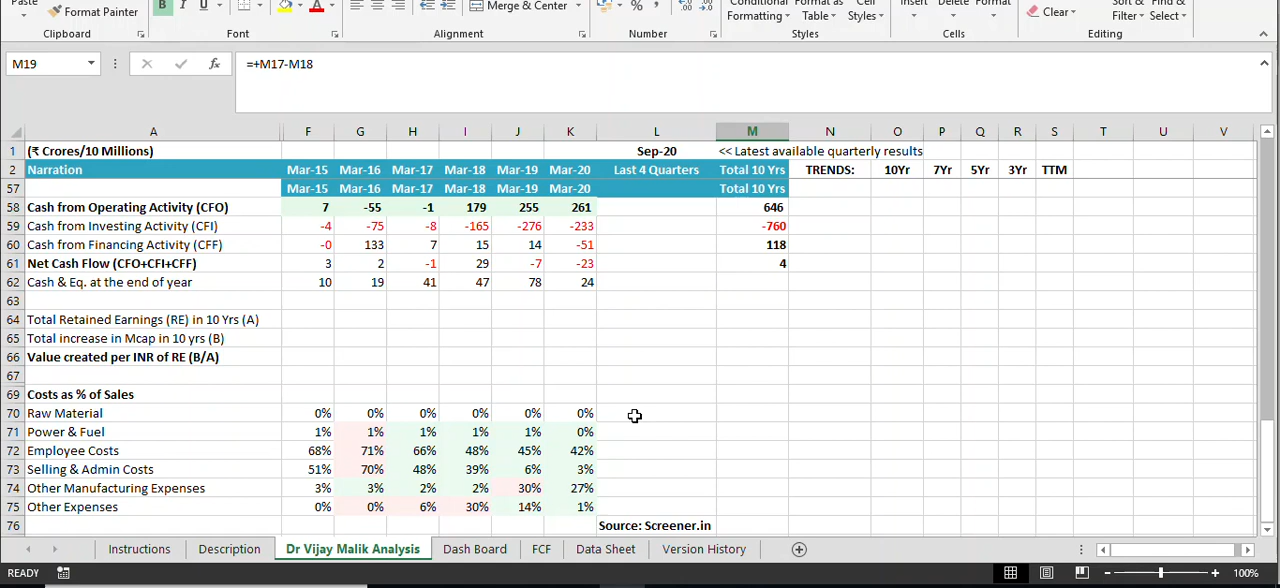 Paste
Format Painter
B I U A
Merge & Center
% ,
Conditional Format as Cell
Formatting Table Styles
Insert Delete Format
Clear
Sort & Find &
Filter Select
Clipboard Font Alignment Number Styles Cells Editing
M19 fx =+M17-M18
A F G H I J K L M N O P Q R S T U V
1 (₹ Crores/10 Millions) Sep-20 << Latest available quarterly results
2 Narration Mar-15 Mar-16 Mar-17 Mar-18 Mar-19 Mar-20 Last 4 Quarters Total 10 Yrs TRENDS: 10Yr 7Yr 5Yr 3Yr TTM
57 Mar-15 Mar-16 Mar-17 Mar-18 Mar-19 Mar-20 Total 10 Yrs
58 Cash from Operating Activity (CFO) 7 -55 -1 179 255 261 646
59 Cash from Investing Activity (CFI) -4 -75 -8 -165 -276 -233 -760
60 Cash from Financing Activity (CFF) -0 133 7 15 14 -51 118
61 Net Cash Flow (CFO+CFI+CFF) 3 2 -1 29 -7 -23 4
62 Cash & Eq. at the end of year 10 19 41 47 78 24
63
64 Total Retained Earnings (RE) in 10 Yrs (A)
65 Total increase in Mcap in 10 yrs (B)
66 Value created per INR of RE (B/A)
67
69 Costs as % of Sales
70 Raw Material 0% 0% 0% 0% 0% 0%
71 Power & Fuel 1% 1% 1% 1% 1% 0%
72 Employee Costs 68% 71% 66% 48% 45% 42%
73 Selling & Admin Costs 51% 70% 48% 39% 6% 3%
74 Other Manufacturing Expenses 3% 3% 2% 2% 30% 27%
75 Other Expenses 0% 0% 6% 30% 14% 1%
76 Source: Screener.in
Instructions Description Dr Vijay Malik Analysis Dash Board FCF Data Sheet Version History
READY 100%